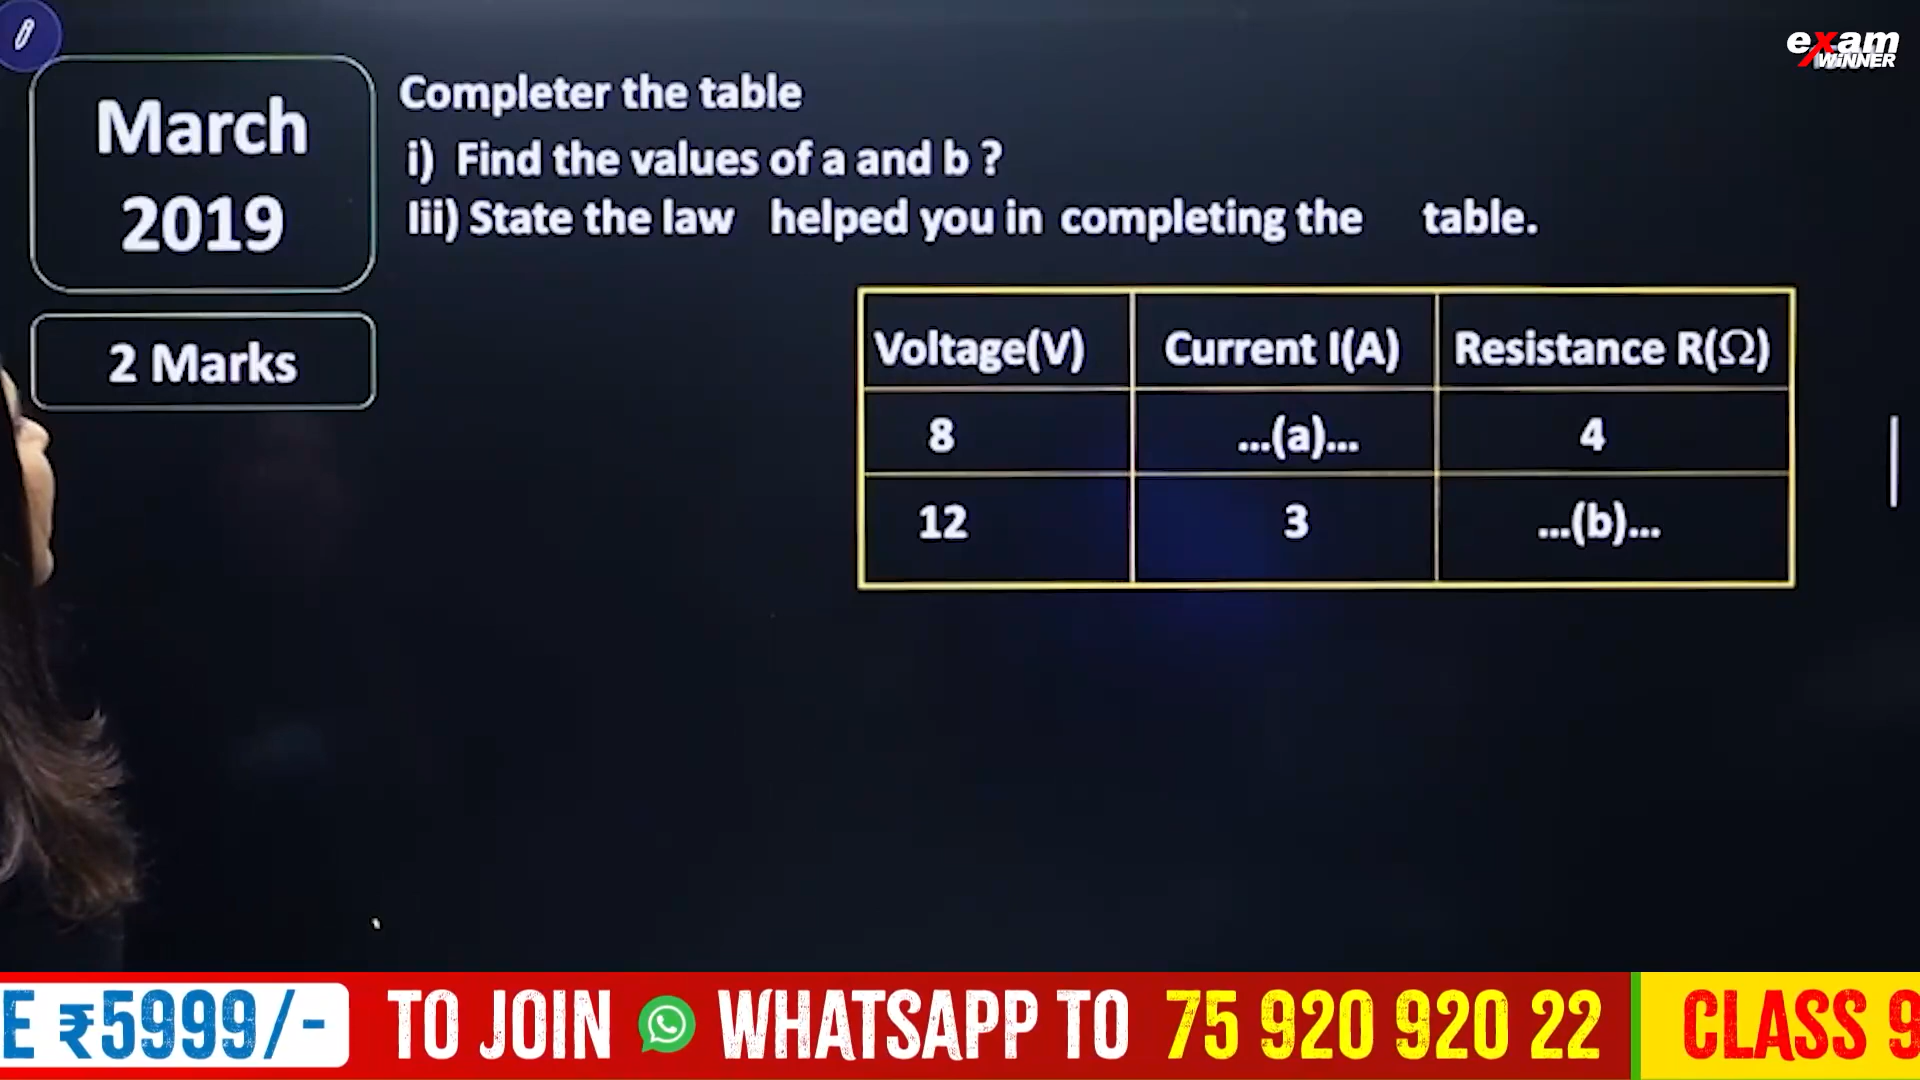 exam
WINNER
March
2019
2 Marks
Completer the table
i) Find the values of a and b ?
Iii) State the law helped you in completing the table.
Voltage(V) Current I(A) Resistance R(Ω)
8 ...(a)... 4
12 3 ...(b)...
E ₹5999/- TO JOIN WHATSAPP TO 75 920 920 22 CLASS 9